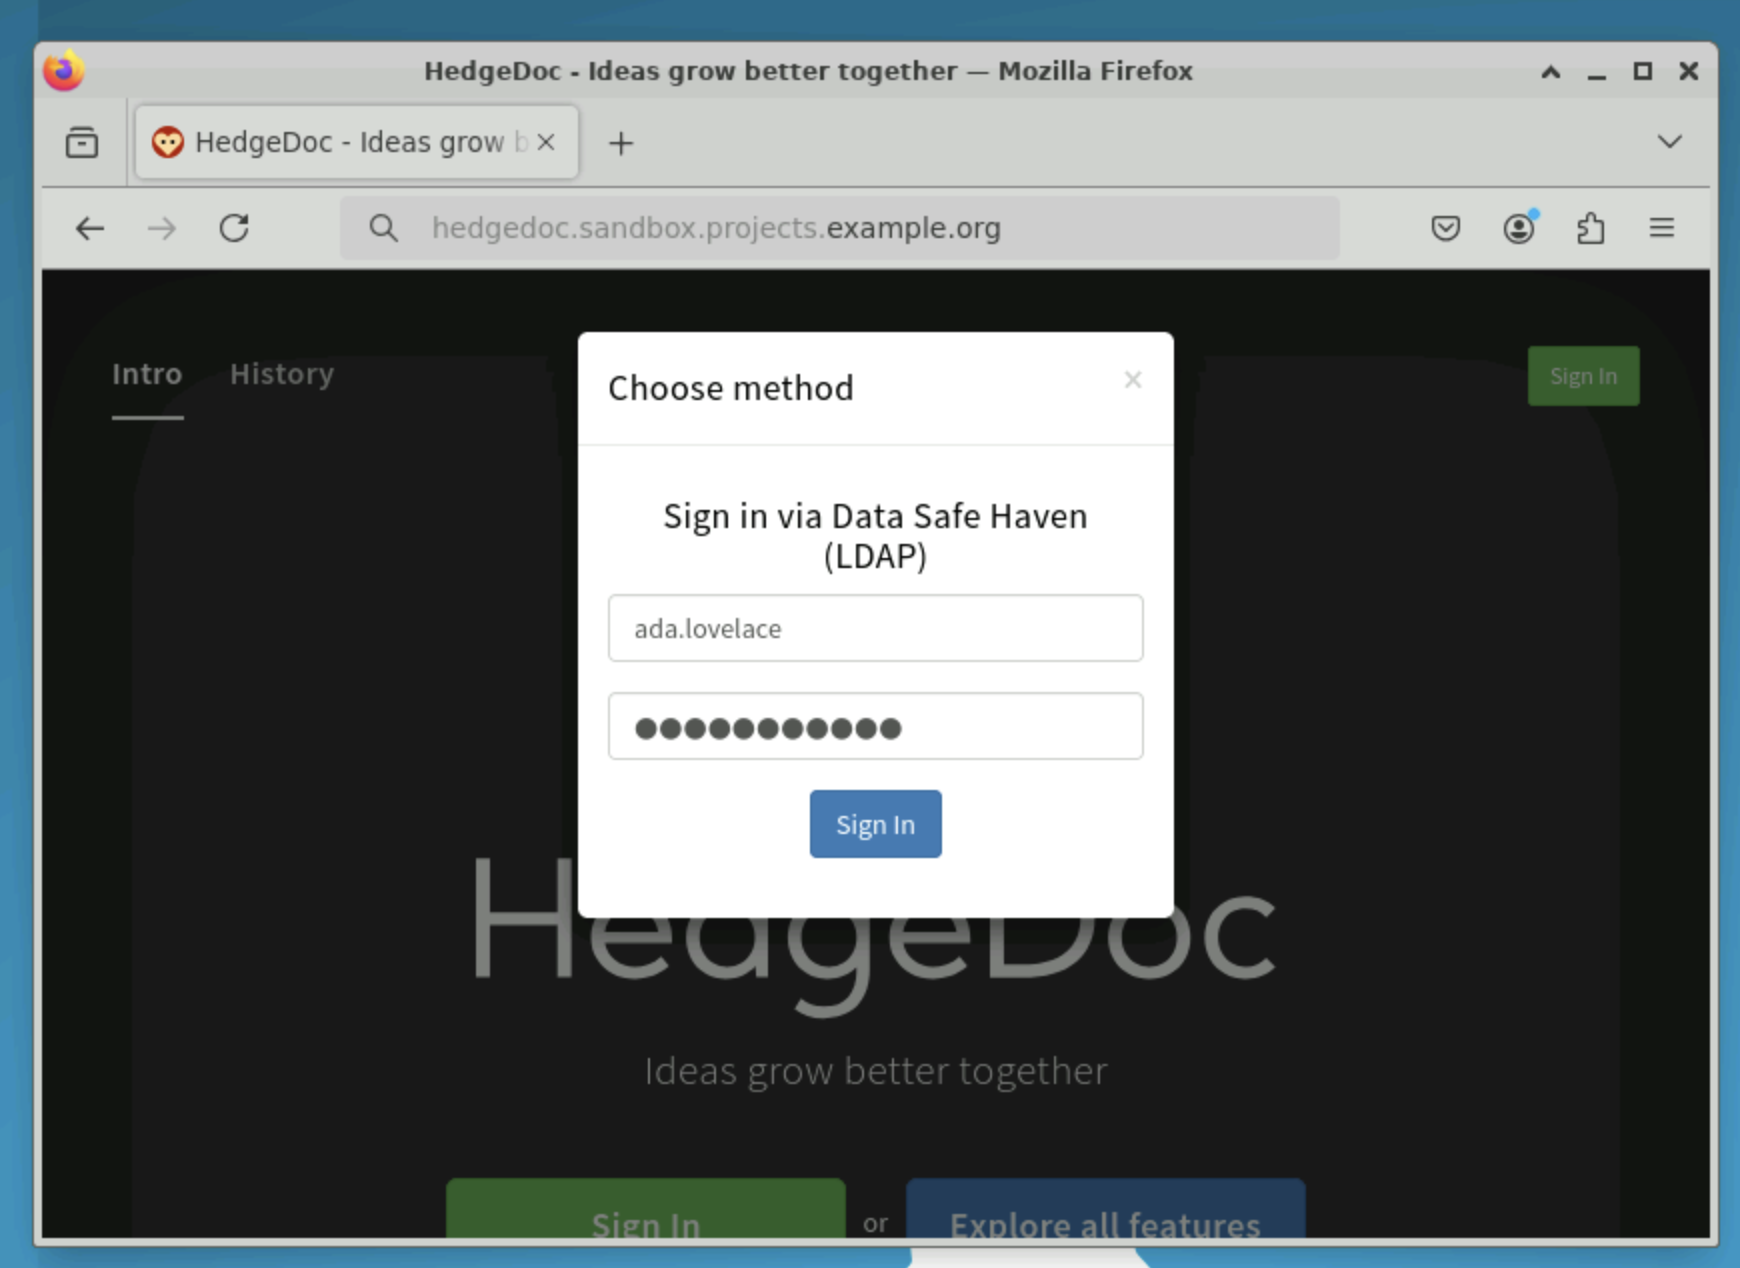 HedgeDoc - Ideas grow better together — Mozilla Firefox
HedgeDoc - Ideas grow b
hedgedoc.sandbox.projects.example.org
Intro History
Sign In
Choose method
×
Sign in via Data Safe Haven
(LDAP)
ada.lovelace
●●●●●●●●●●●
Sign In
HedgeDoc
Ideas grow better together
Sign In or Explore all features